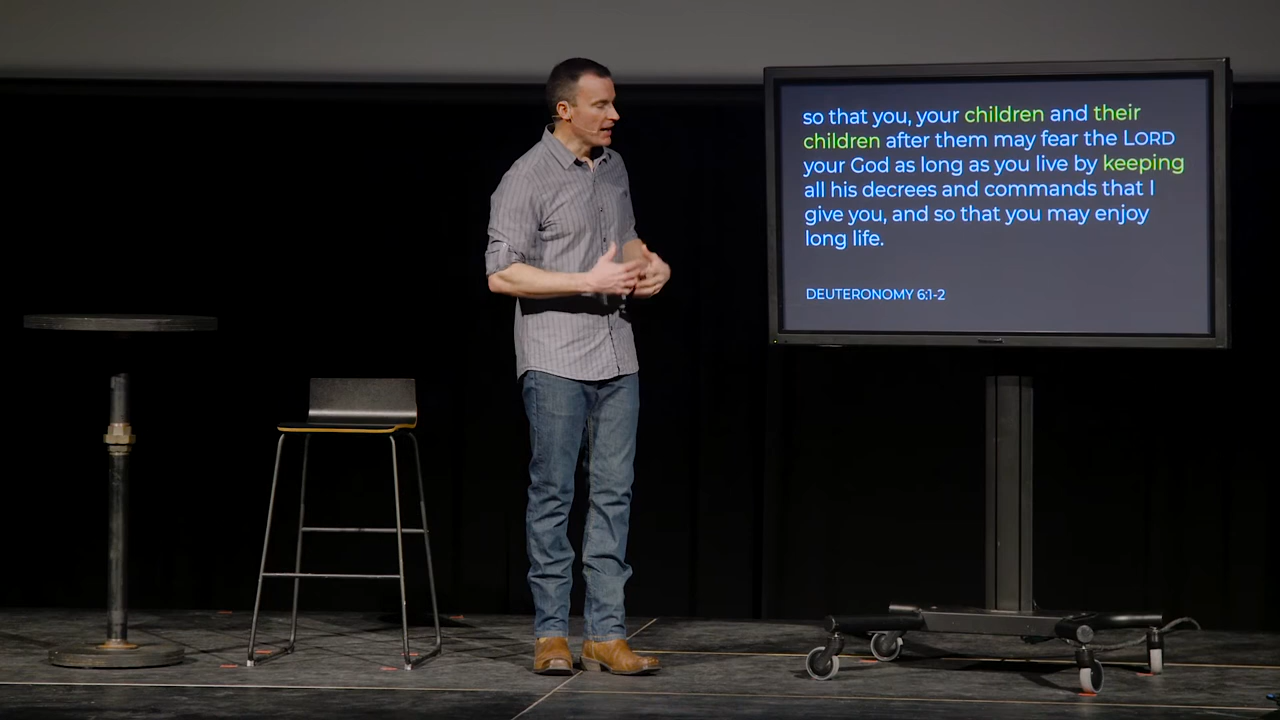 so that you, your children and their
children after them may fear the LORD
your God as long as you live by keeping
all his decrees and commands that I
give you, and so that you may enjoy
long life.
DEUTERONOMY 6:1-2